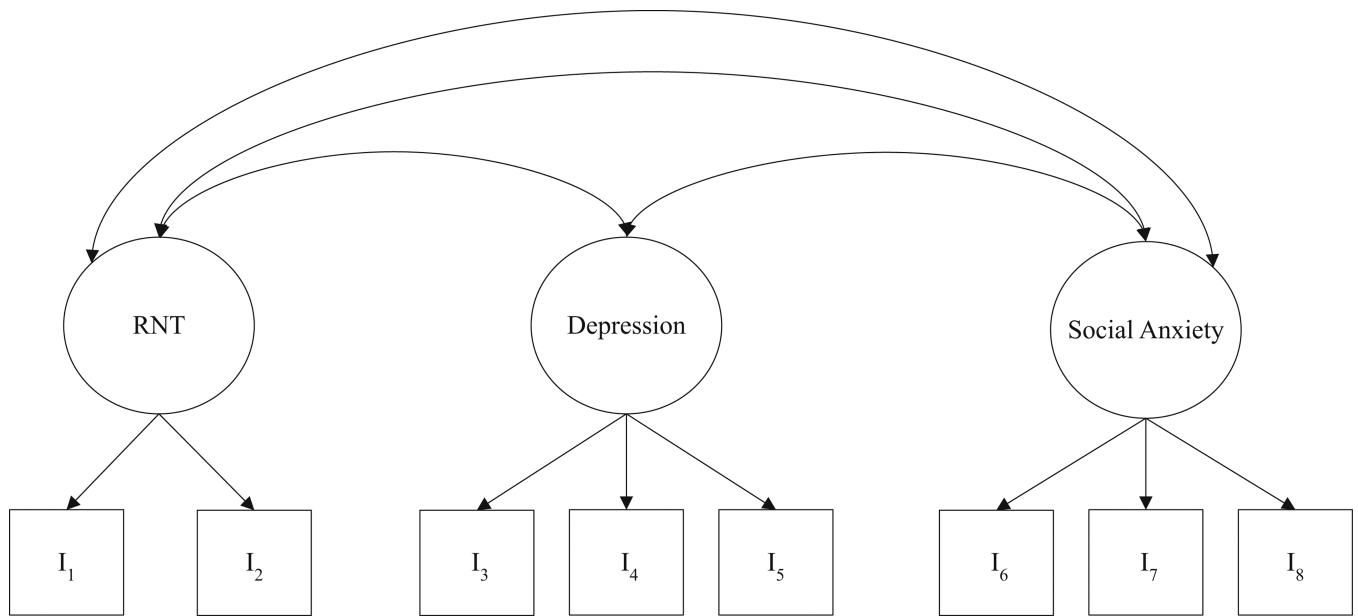 RNT
Depression
Social Anxiety
I₁
I₂
I₃
I₄
I₅
I₆
I₇
I₈